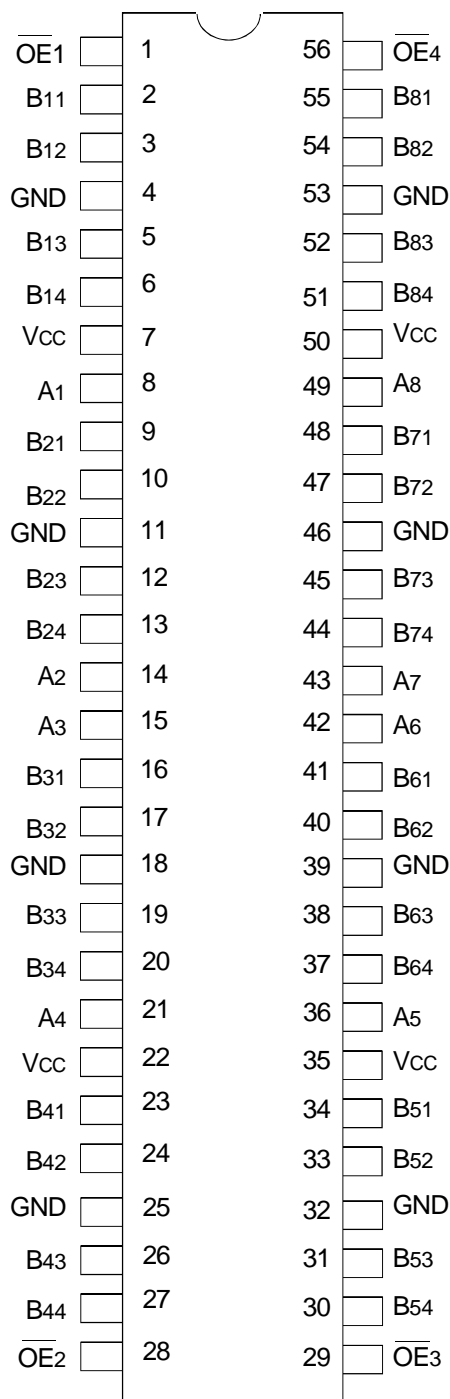 OE1 1 56 OE4
B11 2 55 B81
B12 3 54 B82
GND 4 53 GND
B13 5 52 B83
B14 6 51 B84
VCC 7 50 VCC
A1 8 49 A8
B21 9 48 B71
B22 10 47 B72
GND 11 46 GND
B23 12 45 B73
B24 13 44 B74
A2 14 43 A7
A3 15 42 A6
B31 16 41 B61
B32 17 40 B62
GND 18 39 GND
B33 19 38 B63
B34 20 37 B64
A4 21 36 A5
VCC 22 35 VCC
B41 23 34 B51
B42 24 33 B52
GND 25 32 GND
B43 26 31 B53
B44 27 30 B54
OE2 28 29 OE3